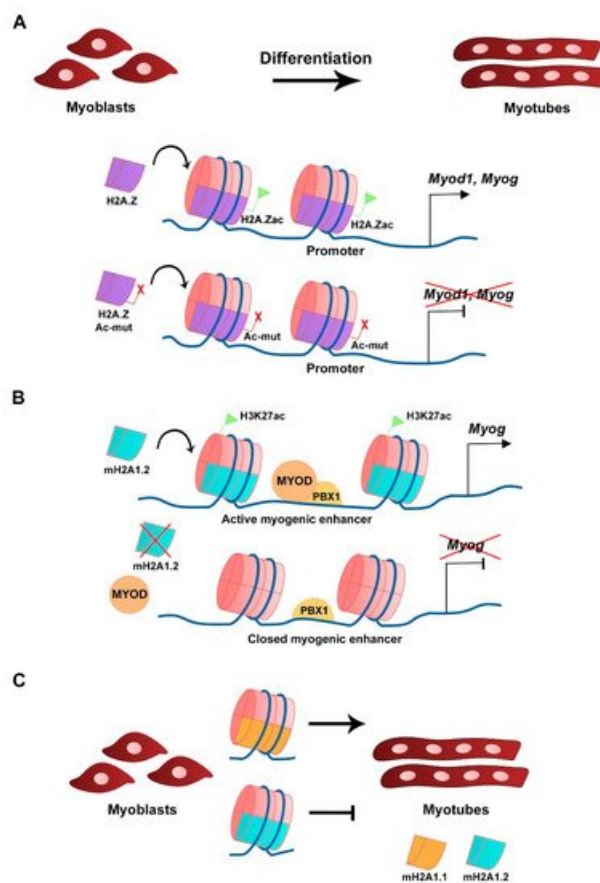 A
Differentiation
Myoblasts
Myotubes
H2A.Z
H2A.Zac
H2A.Zac
Myod1, Myog
Promoter
H2A.Z
Ac-mut
Ac-mut
Ac-mut
Myod1, Myog
Promoter
B
H3K27ac
H3K27ac
mH2A1.2
MYOD
PBX1
Myog
Active myogenic enhancer
mH2A1.2
MYOD
PBX1
Myog
Closed myogenic enhancer
C
Myoblasts
Myotubes
mH2A1.1
mH2A1.2